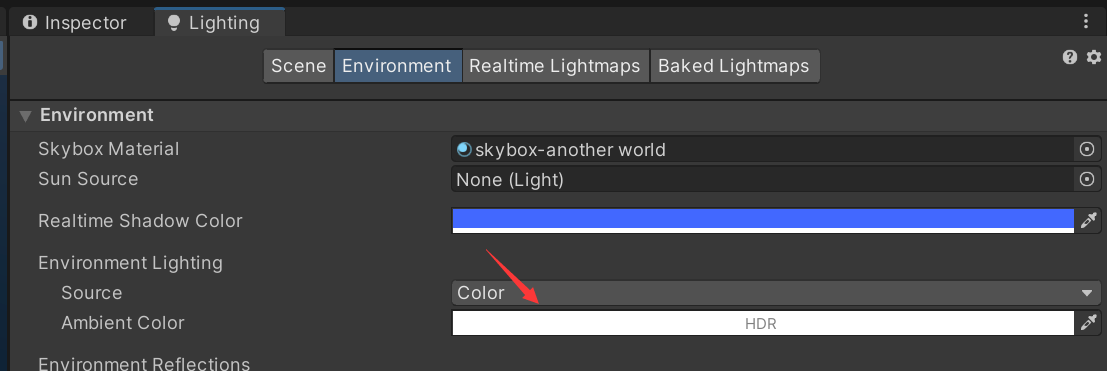 Inspector Lighting
Scene Environment Realtime Lightmaps Baked Lightmaps
Environment
Skybox Material skybox-another world
Sun Source None (Light)
Realtime Shadow Color
Environment Lighting
Source Color
Ambient Color HDR
Environment Reflections